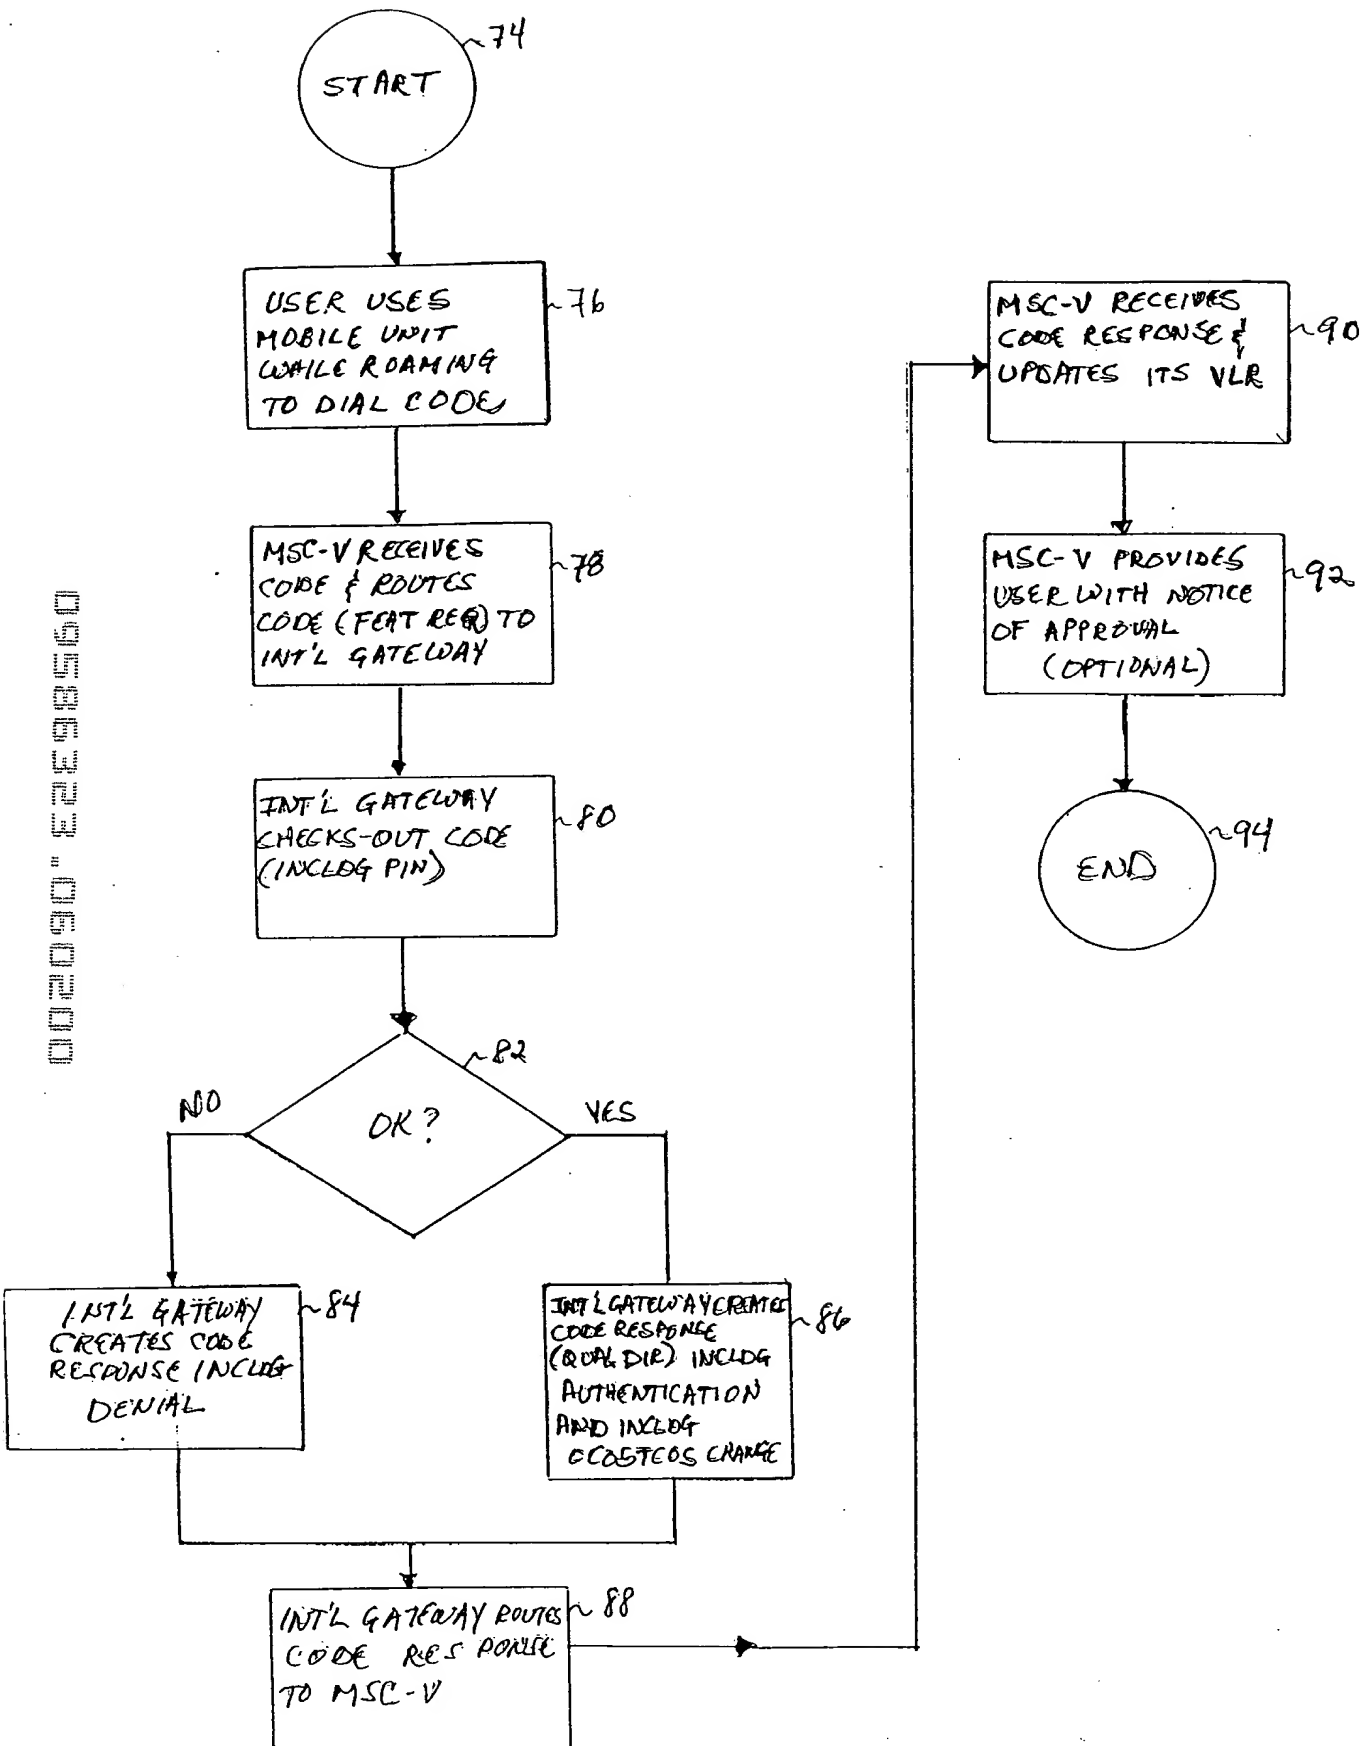 74
START
USER USES
MOBILE UNIT
WHILE ROAMING
TO DIAL CODE
76
MSC-V RECEIVES
CODE & ROUTES
CODE (FEAT REQ) TO
INT'L GATEWAY
78
INT'L GATEWAY
CHECKS-OUT CODE
(INCLDG PIN)
80
82
OK?
NO
YES
INT'L GATEWAY
CREATES CODE
RESPONSE INCLDG
DENIAL
84
INT'L GATEWAY CREATES
CODE RESPONSE
(QUAL DIR) INCLDG
AUTHENTICATION
AND INCLDG
CHANGE
86
INT'L GATEWAY ROUTES
CODE RESPONSE
TO MSC-V
88
MSC-V RECEIVES
CODE RESPONSE &
UPDATES ITS VLR
90
MSC-V PROVIDES
USER WITH NOTICE
OF APPROVAL
(OPTIONAL)
92
END
94
09586323.060200